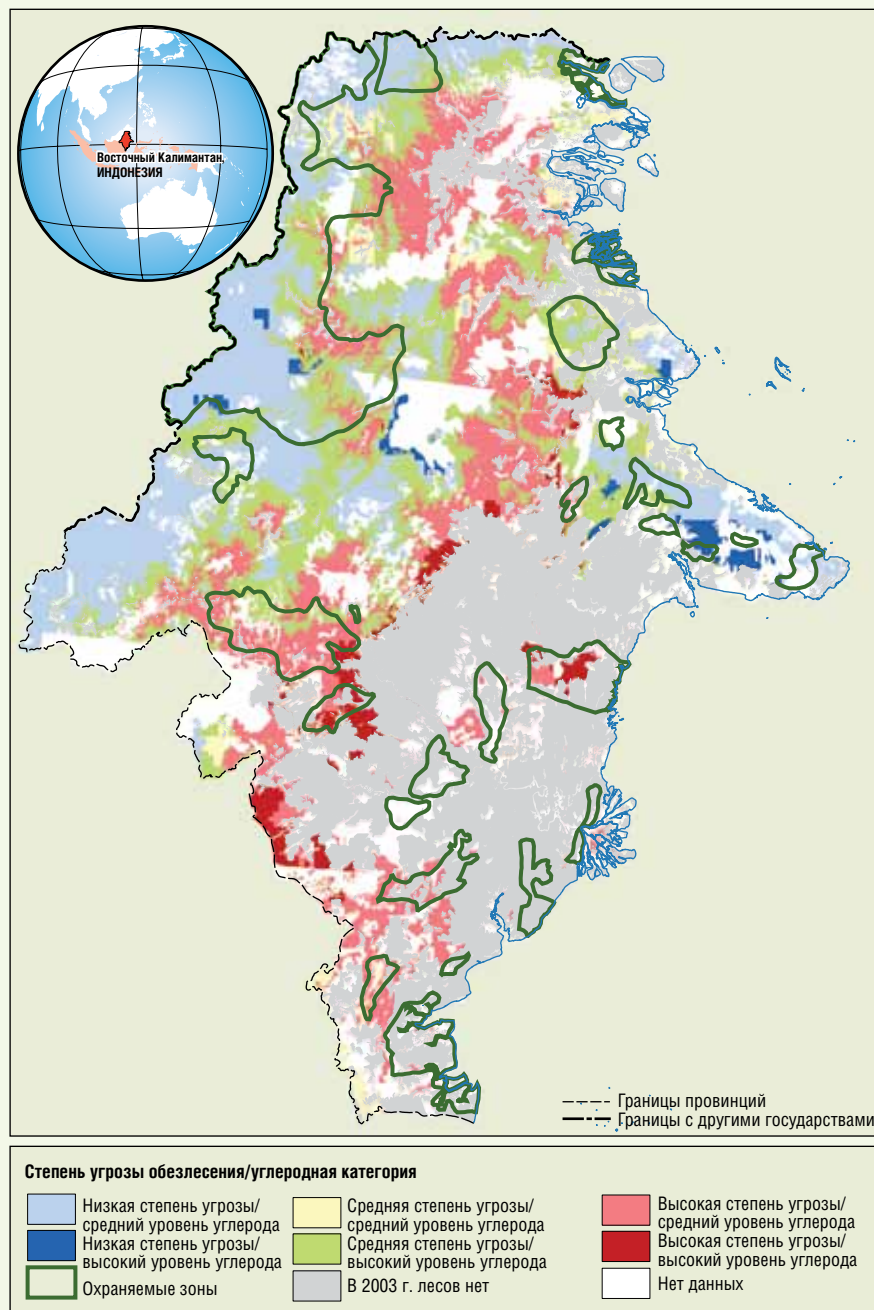 Восточный Калимантан,
ИНДОНЕЗИЯ
Границы провинций
Границы с другими государствами
Степень угрозы обезлесения/углеродная категория
Низкая степень угрозы/
средний уровень углерода
Низкая степень угрозы/
высокий уровень углерода
Охраняемые зоны
Средняя степень угрозы/
средний уровень углерода
Средняя степень угрозы/
высокий уровень углерода
В 2003 г. лесов нет
Высокая степень угрозы/
средний уровень углерода
Высокая степень угрозы/
высокий уровень углерода
Нет данных